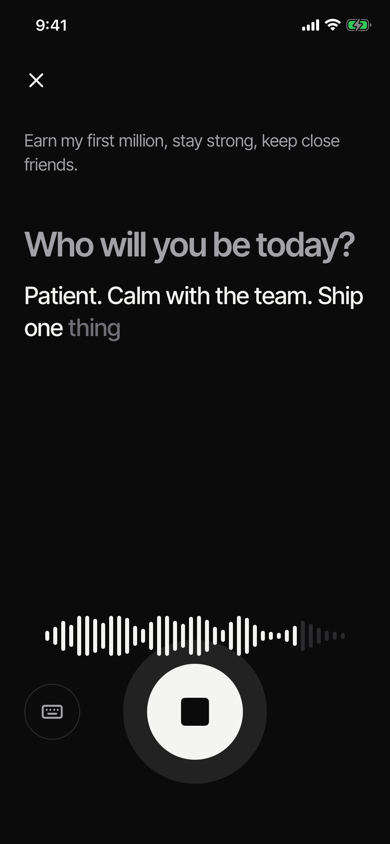 9:41
Earn my first million, stay strong, keep close
friends.
Who will you be today?
Patient. Calm with the team. Ship
one thing